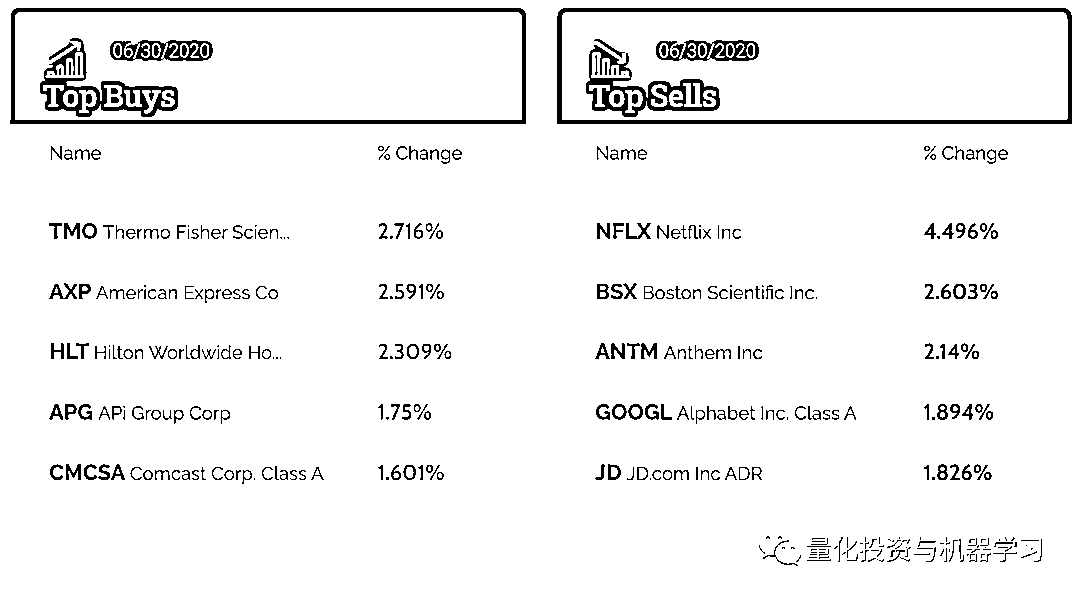 06/30/2020
Top Buys
Name % Change
TMO Thermo Fisher Scien... 2.716%
AXP American Express Co 2.591%
HLT Hilton Worldwide Ho... 2.309%
APG APi Group Corp 1.75%
CMCSA Comcast Corp. Class A 1.601%
06/30/2020
Top Sells
Name % Change
NFLX Netflix Inc 4.496%
BSX Boston Scientific Inc. 2.603%
ANTM Anthem Inc 2.14%
GOOGL Alphabet Inc. Class A 1.894%
JD JD.com Inc ADR 1.826%
量化投资与机器学习